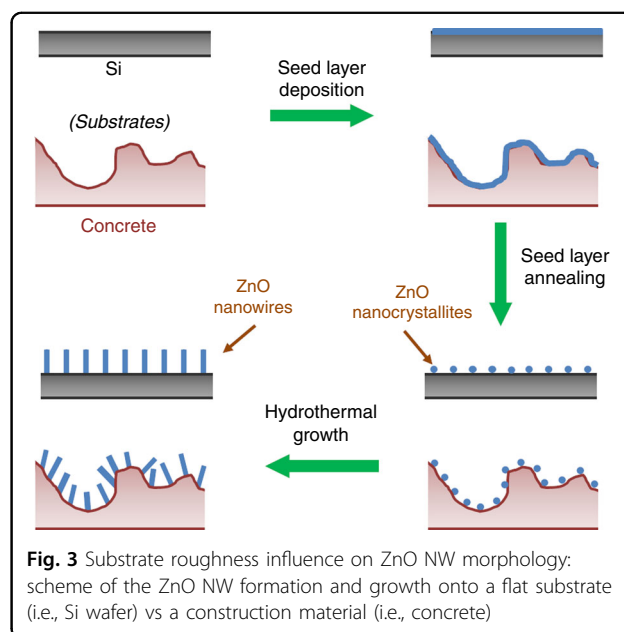 Si
Seed layer
deposition
(Substrates)
Concrete
Seed layer
annealing
ZnO
nanowires
ZnO
nanocrystallites
Hydrothermal
growth
Fig. 3 Substrate roughness influence on ZnO NW morphology:
scheme of the ZnO NW formation and growth onto a flat substrate
(i.e., Si wafer) vs a construction material (i.e., concrete)